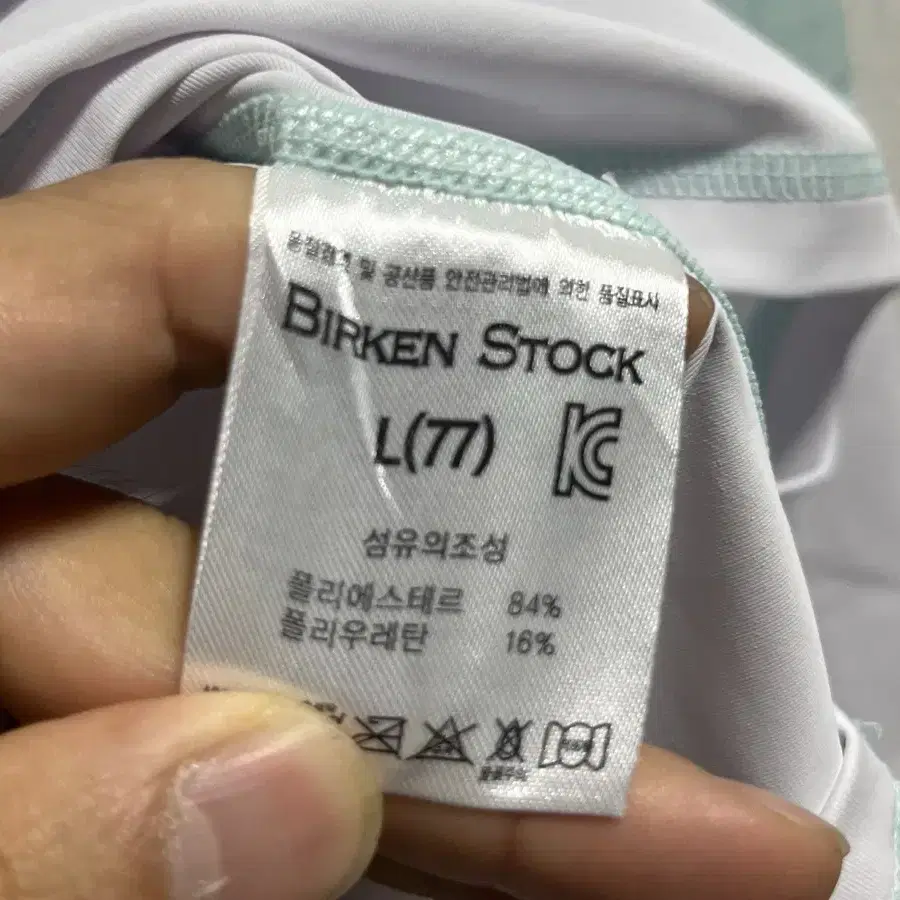 품질경영 및 공산품 안전관리법에 의한 품질표시
BIRKEN STOCK
L(77)
섬유의조성
폴리에스테르 84%
폴리우레탄 16%